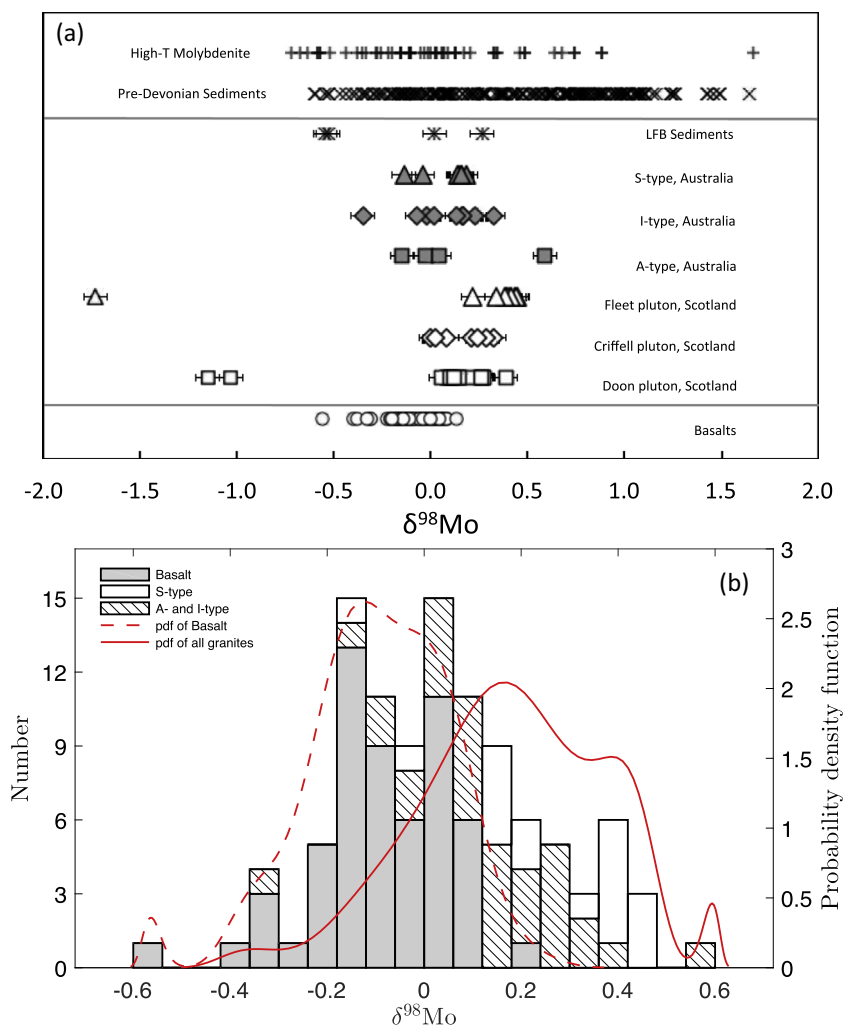 (a)
High-T Molybdenite
Pre-Devonian Sediments
LFB Sediments
S-type, Australia
I-type, Australia
A-type, Australia
Fleet pluton, Scotland
Criffell pluton, Scotland
Doon pluton, Scotland
Basalts
-2.0 -1.5 -1.0 -0.5 0.0 0.5 1.0 1.5 2.0
δ⁹⁸Mo
(b)
Basalt
S-type
A- and I-type
pdf of Basalt
pdf of all granites
15
12
9
6
3
0
Number
3
2.5
2
1.5
1
0.5
0
Probability density function
-0.6 -0.4 -0.2 0 0.2 0.4 0.6
δ⁹⁸Mo